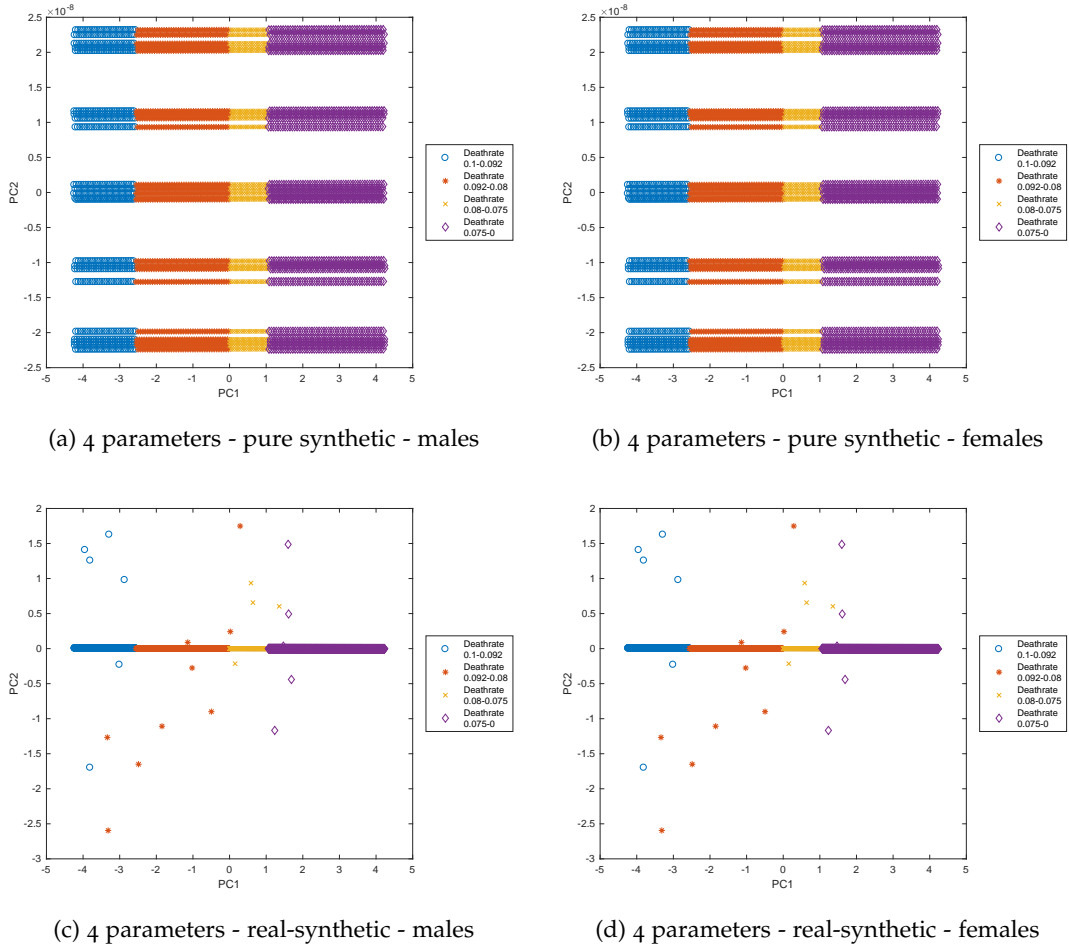 ×10⁻⁸
2.5
2
1.5
1
0.5
0
-0.5
-1
-1.5
-2
-2.5
PC2
-5 -4 -3 -2 -1 0 1 2 3 4 5
PC1
Deathrate
0.1-0.092
Deathrate
0.092-0.08
Deathrate
0.08-0.075
Deathrate
0.075-0
(a) 4 parameters - pure synthetic - males
×10⁻⁸
2.5
2
1.5
1
0.5
0
-0.5
-1
-1.5
-2
-2.5
PC2
-5 -4 -3 -2 -1 0 1 2 3 4 5
PC1
Deathrate
0.1-0.092
Deathrate
0.092-0.08
Deathrate
0.08-0.075
Deathrate
0.075-0
(b) 4 parameters - pure synthetic - females
2
1.5
1
0.5
0
-0.5
-1
-1.5
-2
-2.5
-3
PC2
-5 -4 -3 -2 -1 0 1 2 3 4 5
PC1
Deathrate
0.1-0.092
Deathrate
0.092-0.08
Deathrate
0.08-0.075
Deathrate
0.075-0
(c) 4 parameters - real-synthetic - males
2
1.5
1
0.5
0
-0.5
-1
-1.5
-2
-2.5
-3
PC2
-5 -4 -3 -2 -1 0 1 2 3 4 5
PC1
Deathrate
0.1-0.092
Deathrate
0.092-0.08
Deathrate
0.08-0.075
Deathrate
0.075-0
(d) 4 parameters - real-synthetic - females